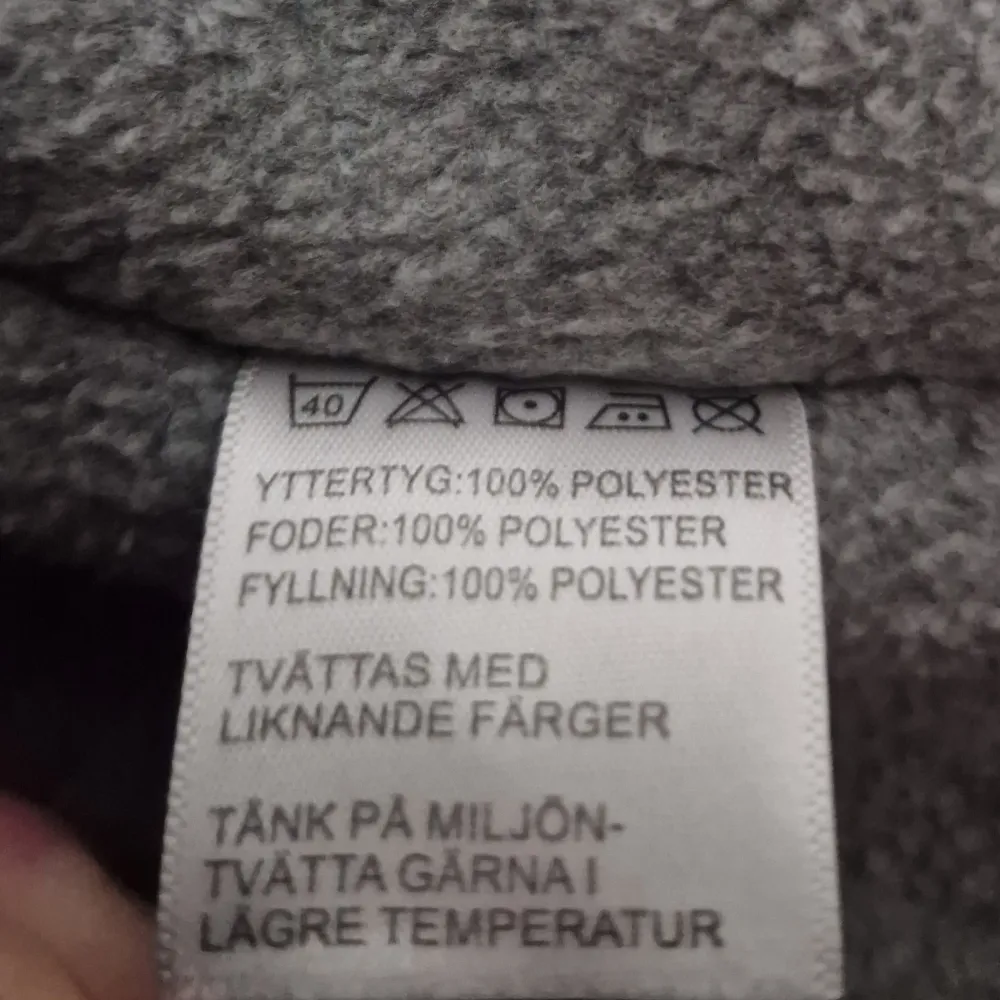 40
YTTERTYG:100% POLYESTER
FODER:100% POLYESTER
FYLLNING:100% POLYESTER
TVÄTTAS MED
LIKNANDE FÄRGER
TÄNK PÅ MILJÖN-
TVÄTTA GÄRNA I
LÄGRE TEMPERATUR